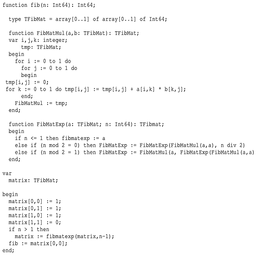 function fib(n: Int64): Int64;
type TFibMat = array[0..1] of array[0..1] of Int64;
function FibMatMul(a,b: TFibMat): TFibMat;
var i,j,k: integer;
tmp: TFibMat;
begin
for i := 0 to 1 do
for j := 0 to 1 do
begin
tmp[i,j] := 0;
for k := 0 to 1 do tmp[i,j] := tmp[i,j] + a[i,k] * b[k,j];
end;
FibMatMul := tmp;
end;
function FibMatExp(a: TFibMat; n: Int64): TFibmat;
begin
if n <= 1 then fibmatexp := a
else if (n mod 2 = 0) then FibMatExp := FibMatExp(FibMatMul(a,a), n div 2)
else if (n mod 2 = 1) then FibMatExp := FibMatMul(a, FibMatExp(FibMatMul(a,a)
end;
var
matrix: TFibMat;
begin
matrix[0,0] := 1;
matrix[0,1] := 1;
matrix[1,0] := 1;
matrix[1,1] := 0;
if n > 1 then
matrix := fibmatexp(matrix,n-1);
fib := matrix[0,0];
end;